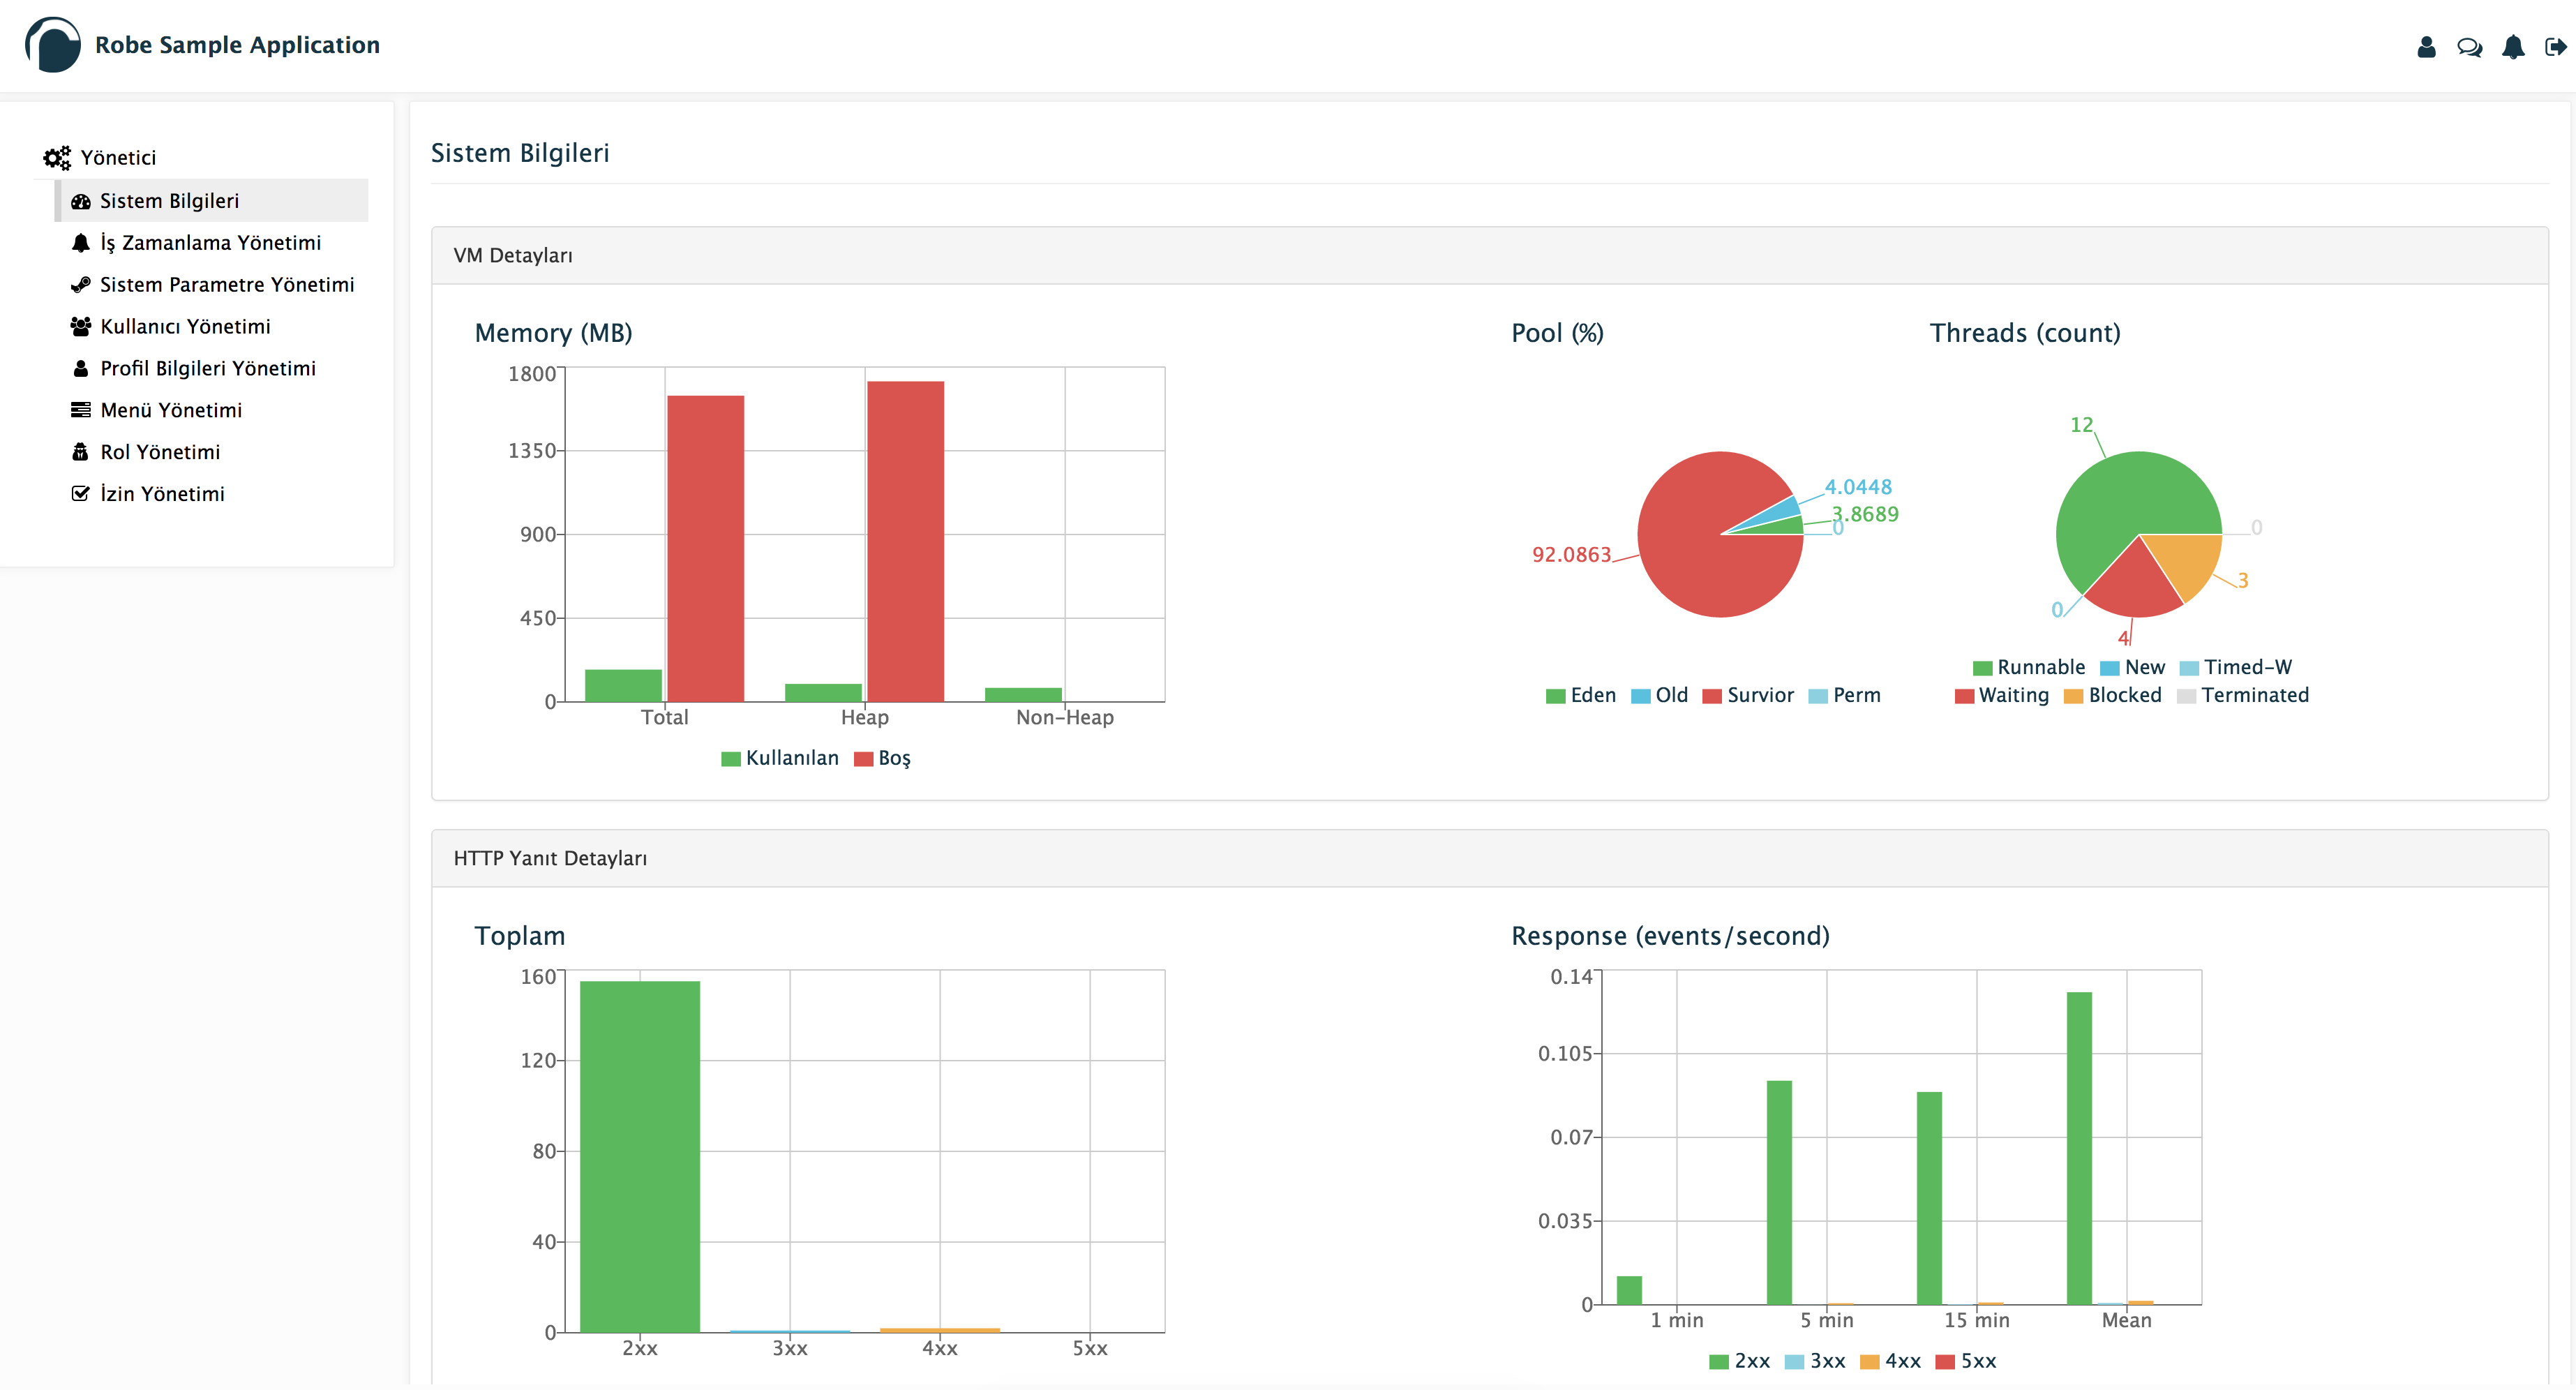 Robe Sample Application
Yönetici
Sistem Bilgileri
İş Zamanlama Yönetimi
Sistem Parametre Yönetimi
Kullanıcı Yönetimi
Profil Bilgileri Yönetimi
Menü Yönetimi
Rol Yönetimi
İzin Yönetimi
Sistem Bilgileri
VM Detayları
Memory (MB)
1800
1350
900
450
0
Total Heap Non-Heap
Kullanılan Boş
Pool (%)
4.0448
3.8689
0
92.0863
Eden Old Survior Perm
Threads (count)
12
0
3
0
4
Runnable New Timed-W
Waiting Blocked Terminated
HTTP Yanıt Detayları
Toplam
160
120
80
40
0
2xx 3xx 4xx 5xx
Response (events/second)
0.14
0.105
0.07
0.035
0
1 min 5 min 15 min Mean
2xx 3xx 4xx 5xx